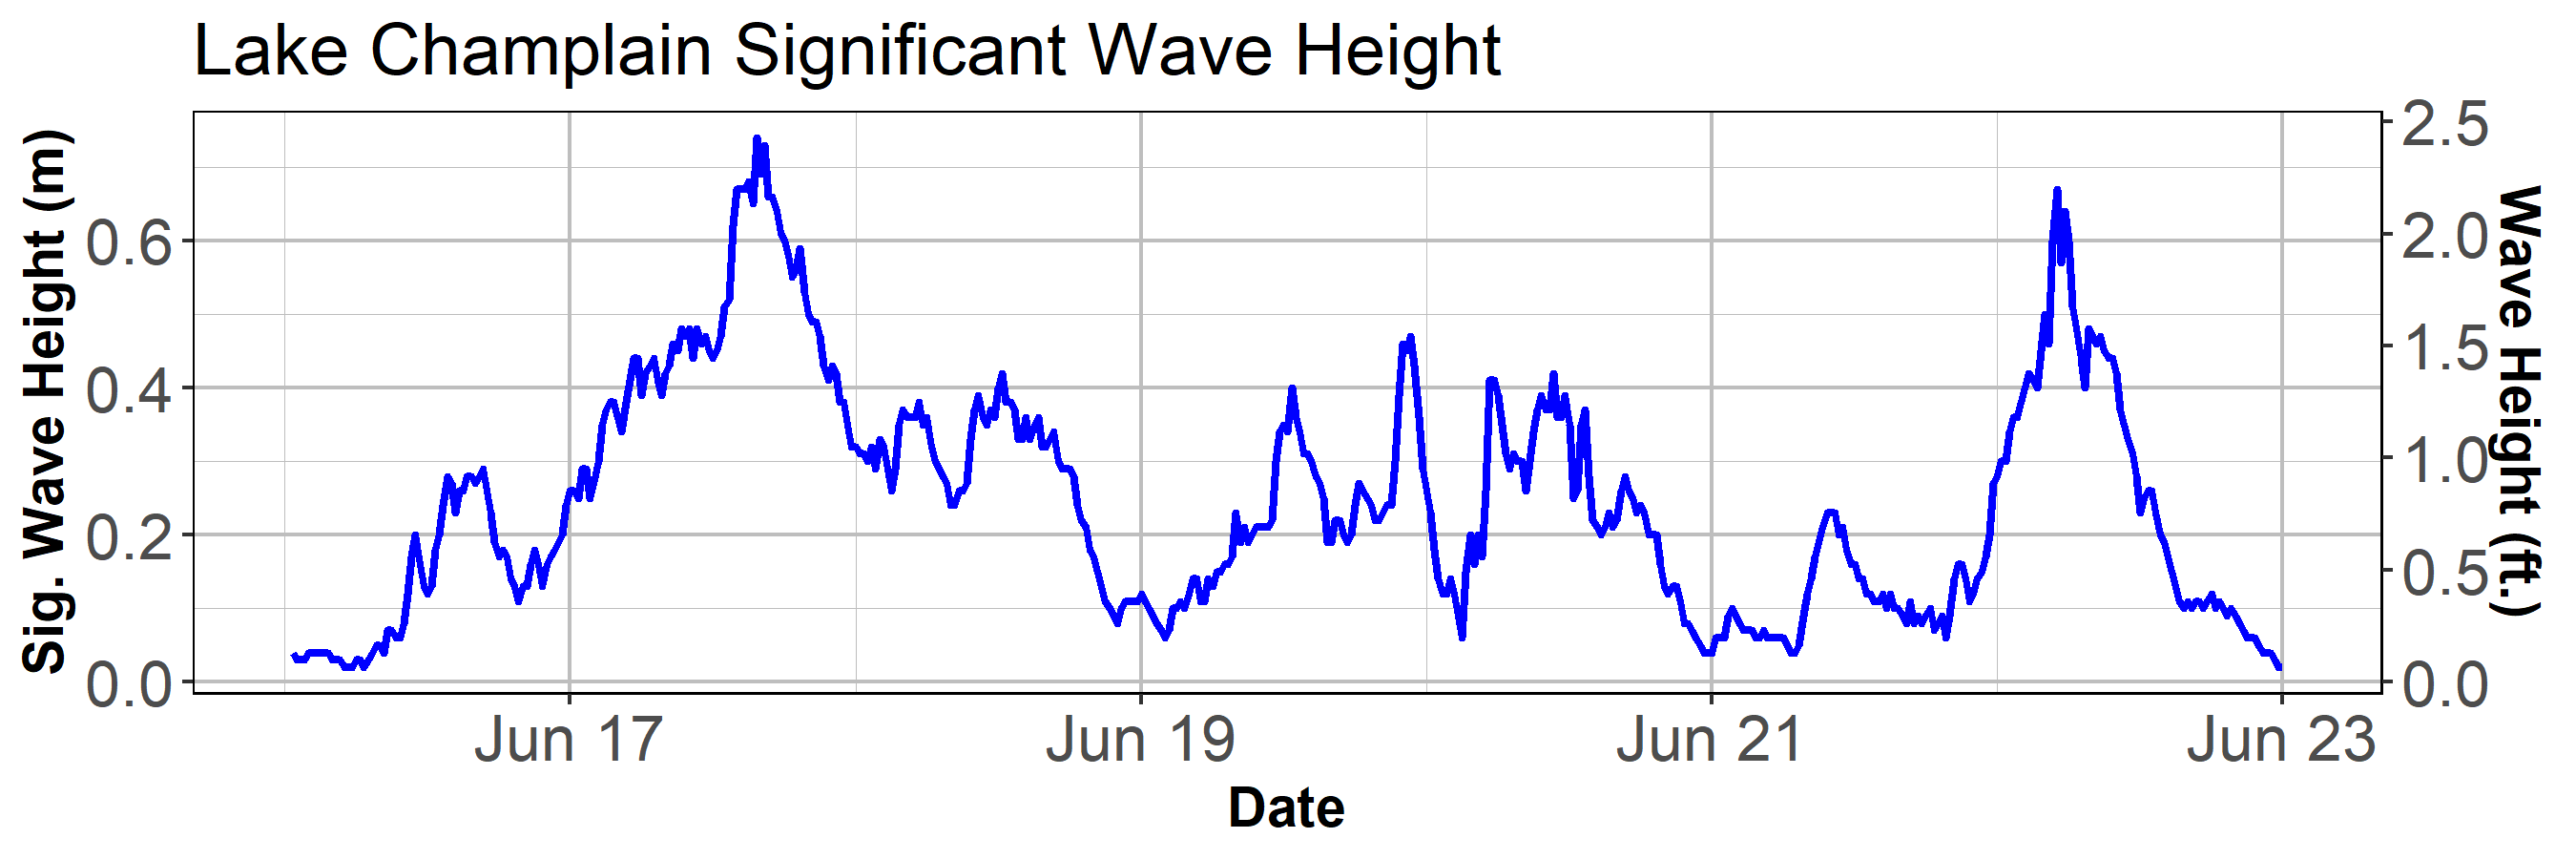 Lake Champlain Significant Wave Height
Sig. Wave Height (m)
0.6
0.4
0.2
0.0
2.5
2.0
1.5
1.0
0.5
0.0
Wave Height (ft.)
Jun 17
Jun 19
Jun 21
Jun 23
Date